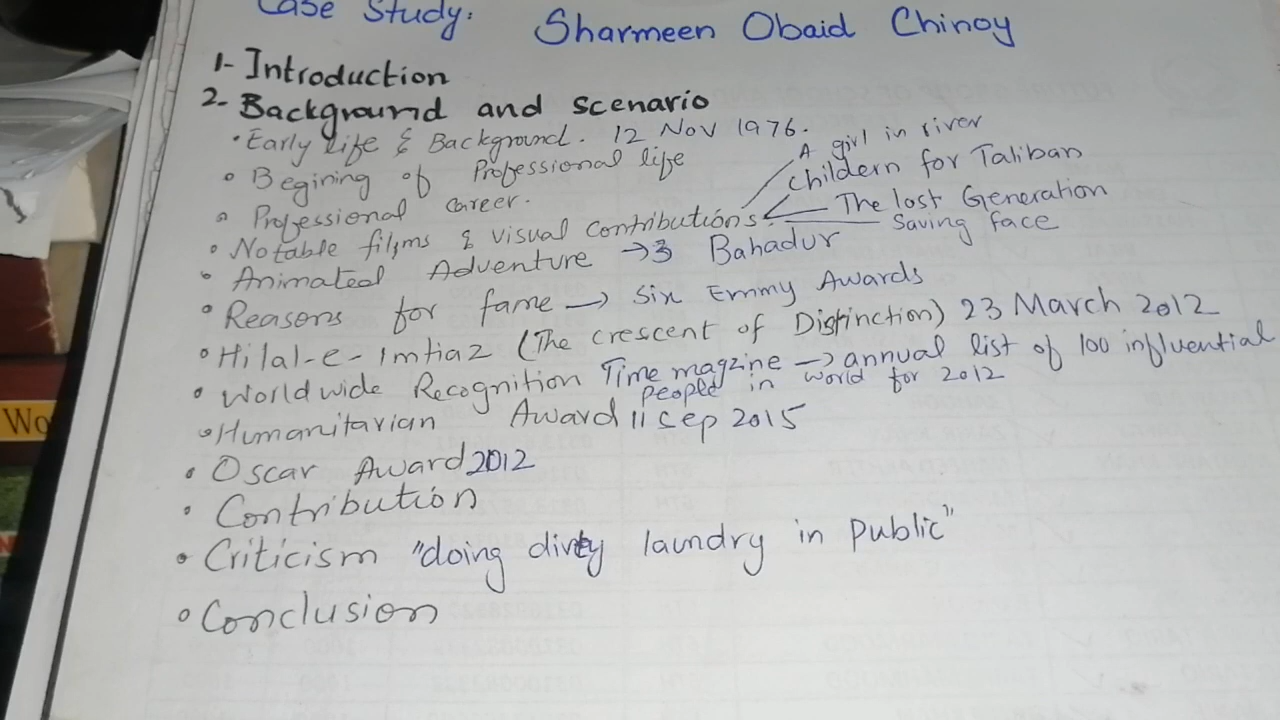 Case Study: Sharmeen Obaid Chinoy
1- Introduction
2- Background and scenario
• Early life & Background. 12 Nov 1976.
• Begining of Professional life
• Professional career.
• Notable films & visual contributions.
A girl in river
Childern for Taliban
The lost Generation
Saving face
• Animated Adventure → 3 Bahadur
• Reasons for fame → Six Emmy Awards
• Hilal-e-Imtiaz (The crescent of Distinction) 23 March 2012
• Worldwide Recognition Time magzine → annual list of 100 influential
people in world for 2012
• Humanitarian Award 11 Sep 2015
• Oscar Award 2012
• Contribution
• Criticism "doing dirty laundry in public"
• Conclusion